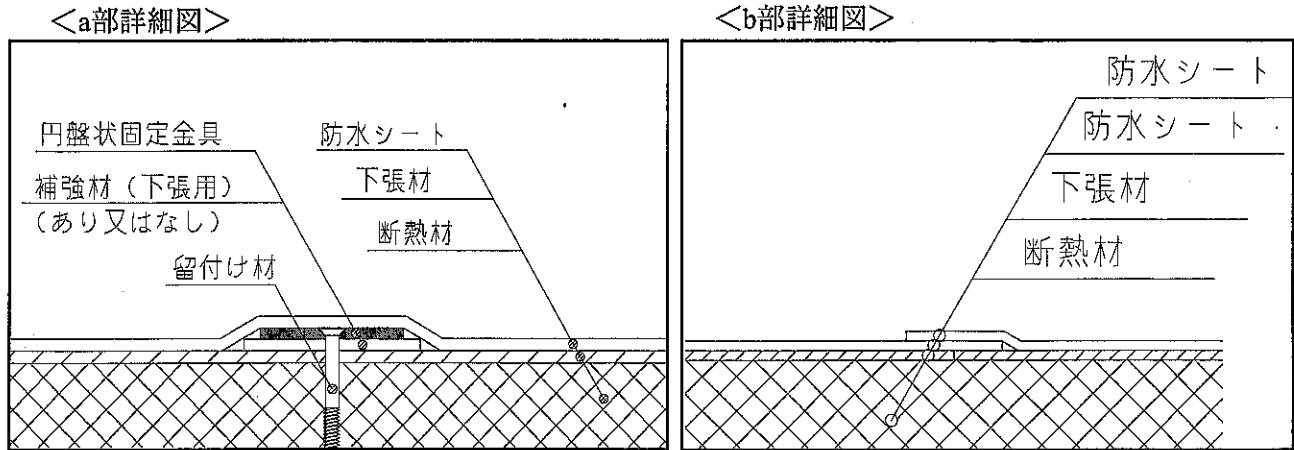 ＜a部詳細図＞
円盤状固定金具
補強材（下張用）
（あり又はなし）
留付け材
防水シート
下張材
断熱材
＜b部詳細図＞
防水シート
防水シート
下張材
断熱材